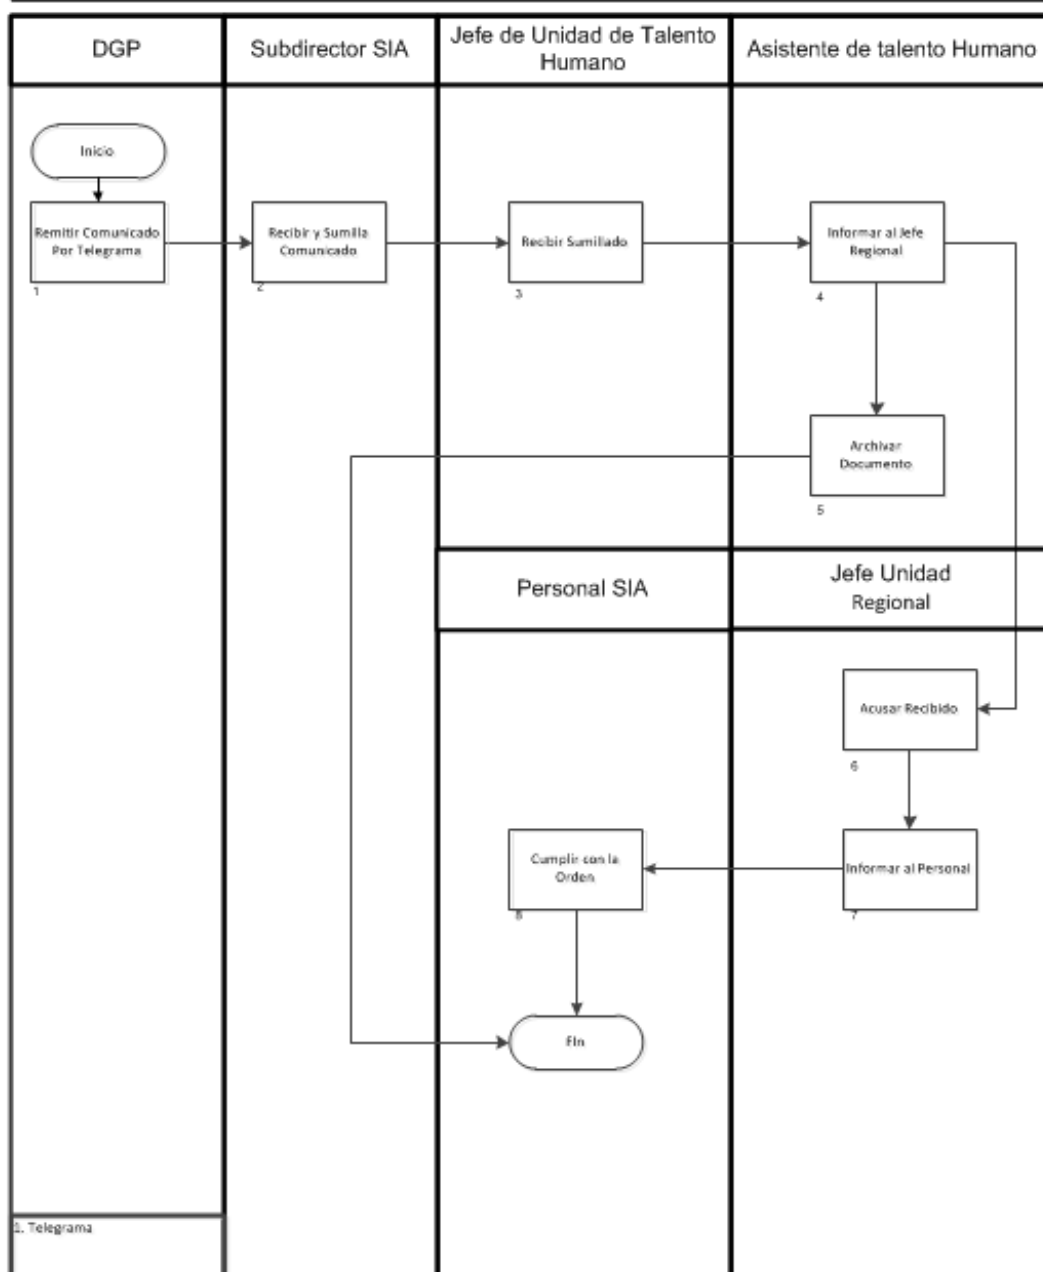 DGP
Subdirector SIA
Jefe de Unidad de Talento
Humano
Asistente de talento Humano
Inicio
Remitir Comunicado
Por Telegrama
1
Recibir y Sumilla
Comunicado
2
Recibir Sumillado
3
Informar al Jefe
Regional
4
Archivar
Documento
5
Personal SIA
Jefe Unidad
Regional
Acusar Recibido
6
Informar al Personal
7
Cumplir con la
Orden
8
Fin
1. Telegrama